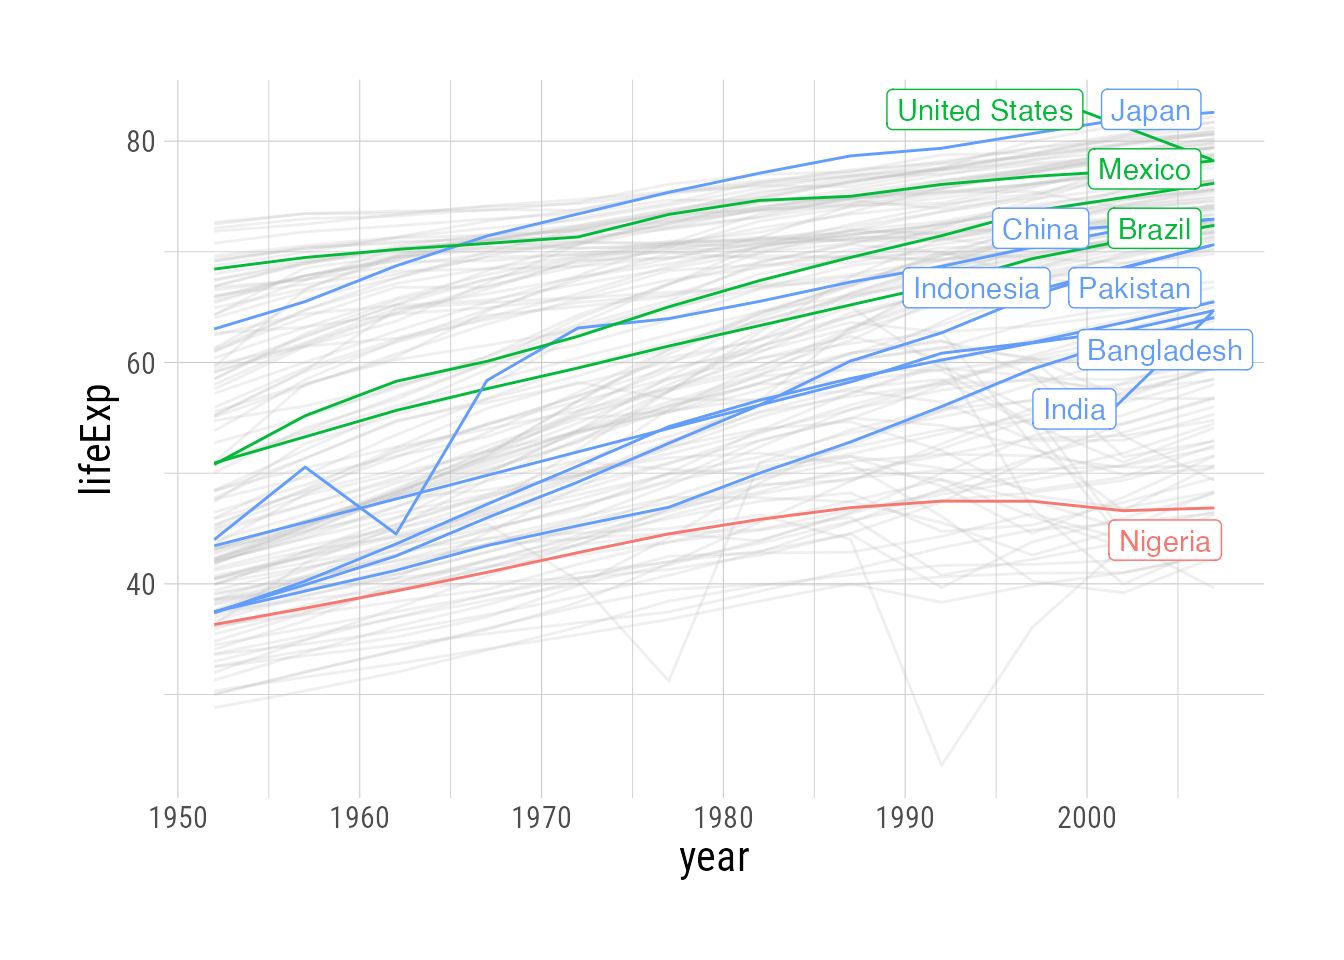 United States
Japan
80
Mexico
China
Brazil
Indonesia
Pakistan
60
Bangladesh
India
lifeExp
Nigeria
40
1950
1960
1970
1980
1990
2000
year